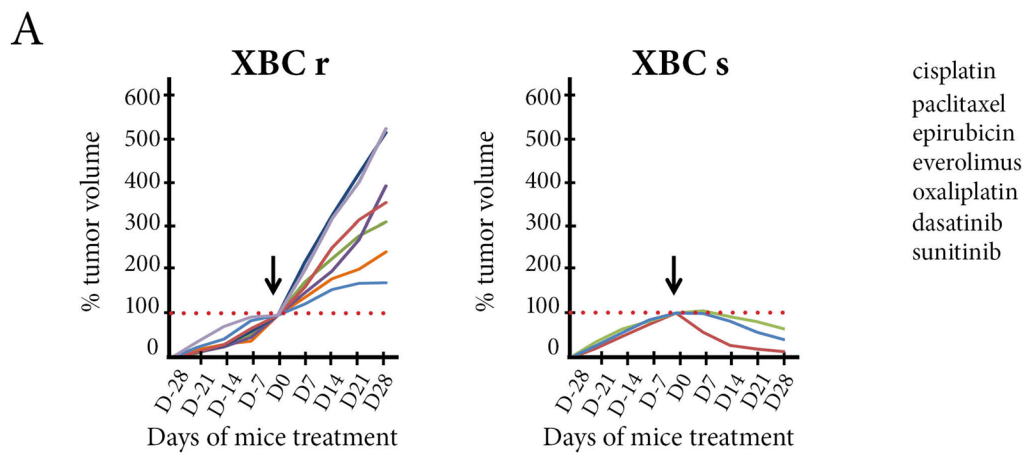 A
XBC r
% tumor volume
600
500
400
300
200
100
0
D-28 D-21 D-14 D-7 D0 D7 D14 D21 D28
Days of mice treatment
XBC s
% tumor volume
600
500
400
300
200
100
0
D-28 D-21 D-14 D-7 D0 D7 D14 D21 D28
Days of mice treatment
cisplatin
paclitaxel
epirubicin
everolimus
oxaliplatin
dasatinib
sunitinib